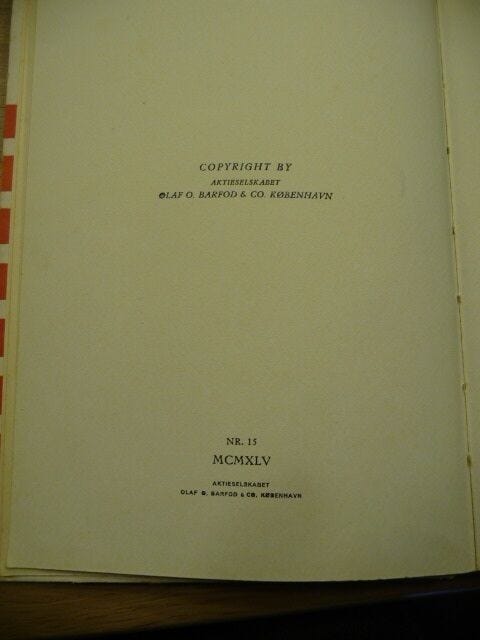 COPYRIGHT BY
AKTIESELSKABET
OLAF O. BARFOD & CO. KØBENHAVN
NR. 15
MCMXLV
AKTIESELSKABET
OLAF O. BARFOD & CO. KØBENHAVN